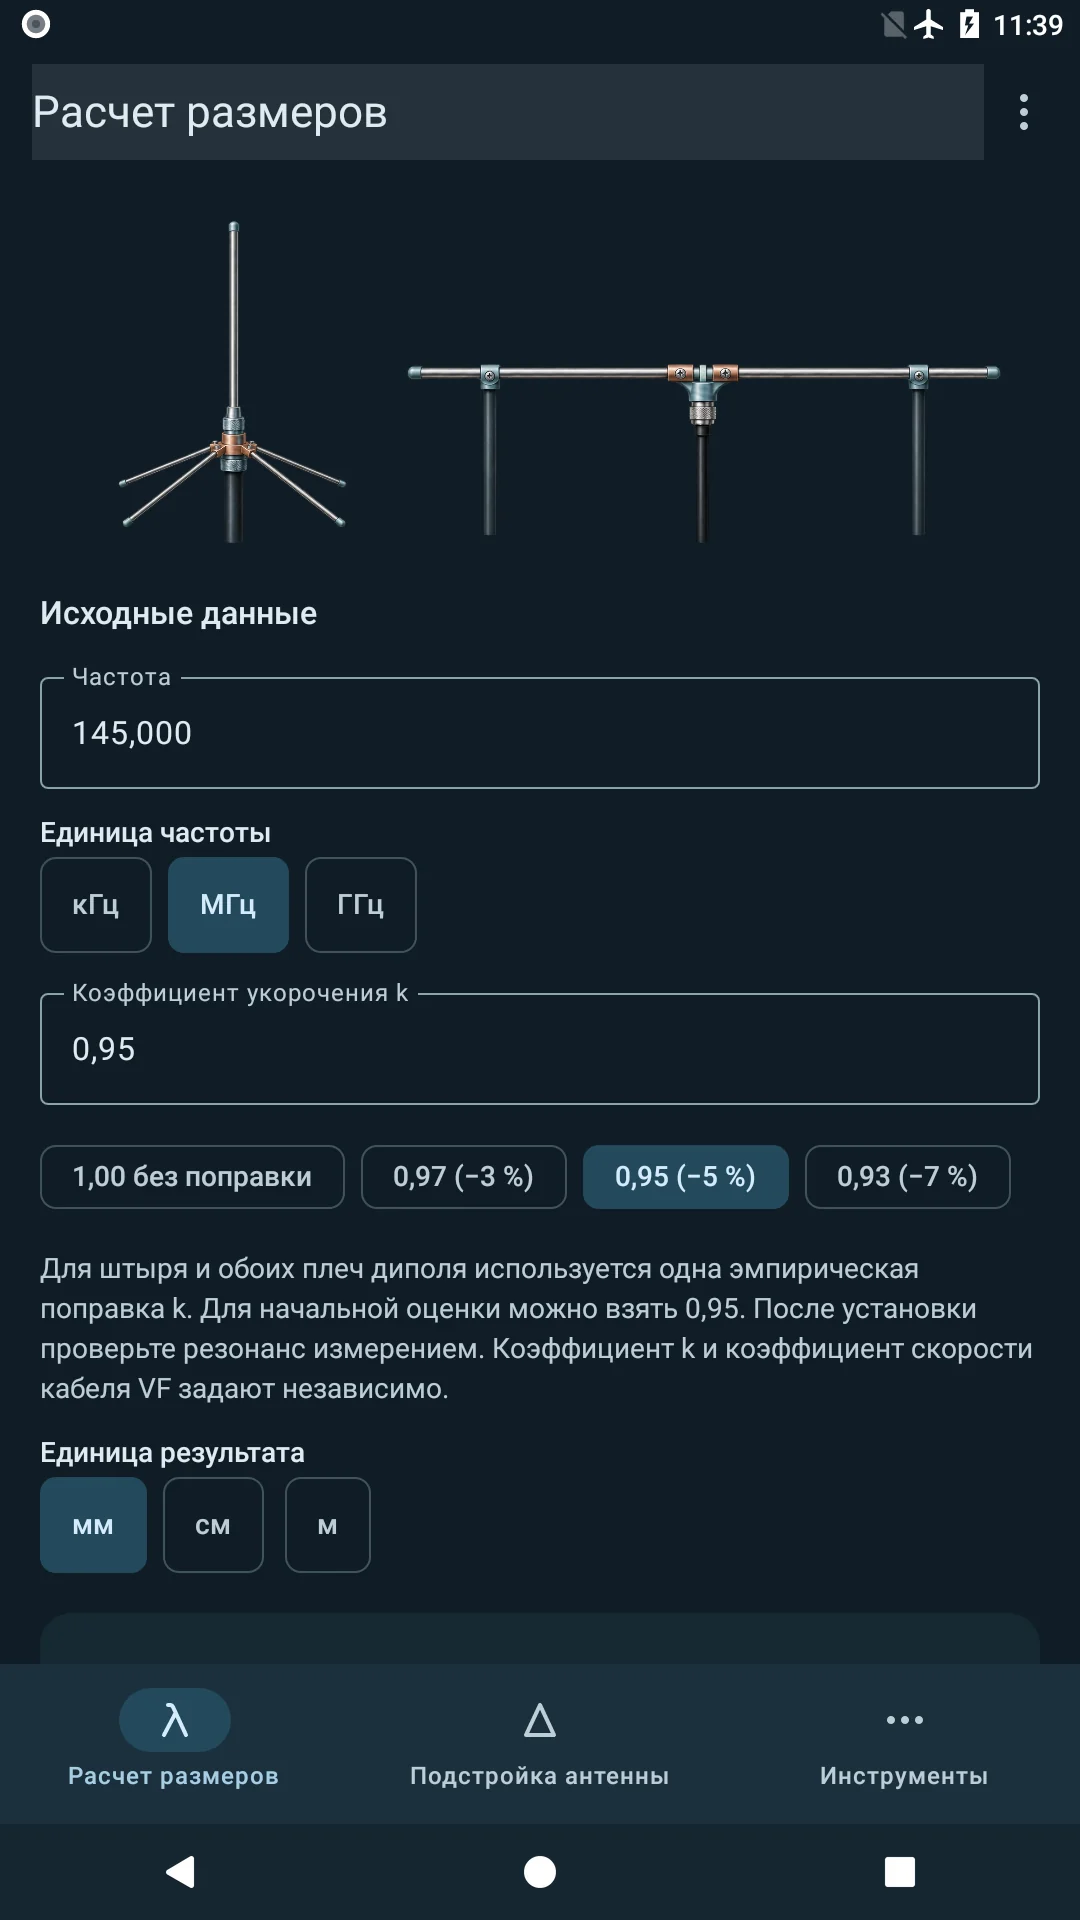 11:39
Расчет размеров
Исходные данные
Частота
145,000
Единица частоты
кГц
МГц
ГГц
Коэффициент укорочения k
0,95
1,00 без поправки
0,97 (−3 %)
0,95 (−5 %)
0,93 (−7 %)
Для штыря и обоих плеч диполя используется одна эмпирическая
поправка k. Для начальной оценки можно взять 0,95. После установки
проверьте резонанс измерением. Коэффициент k и коэффициент скорости
кабеля VF задают независимо.
Единица результата
мм
см
м
λ
Расчет размеров
Подстройка антенны
Инструменты